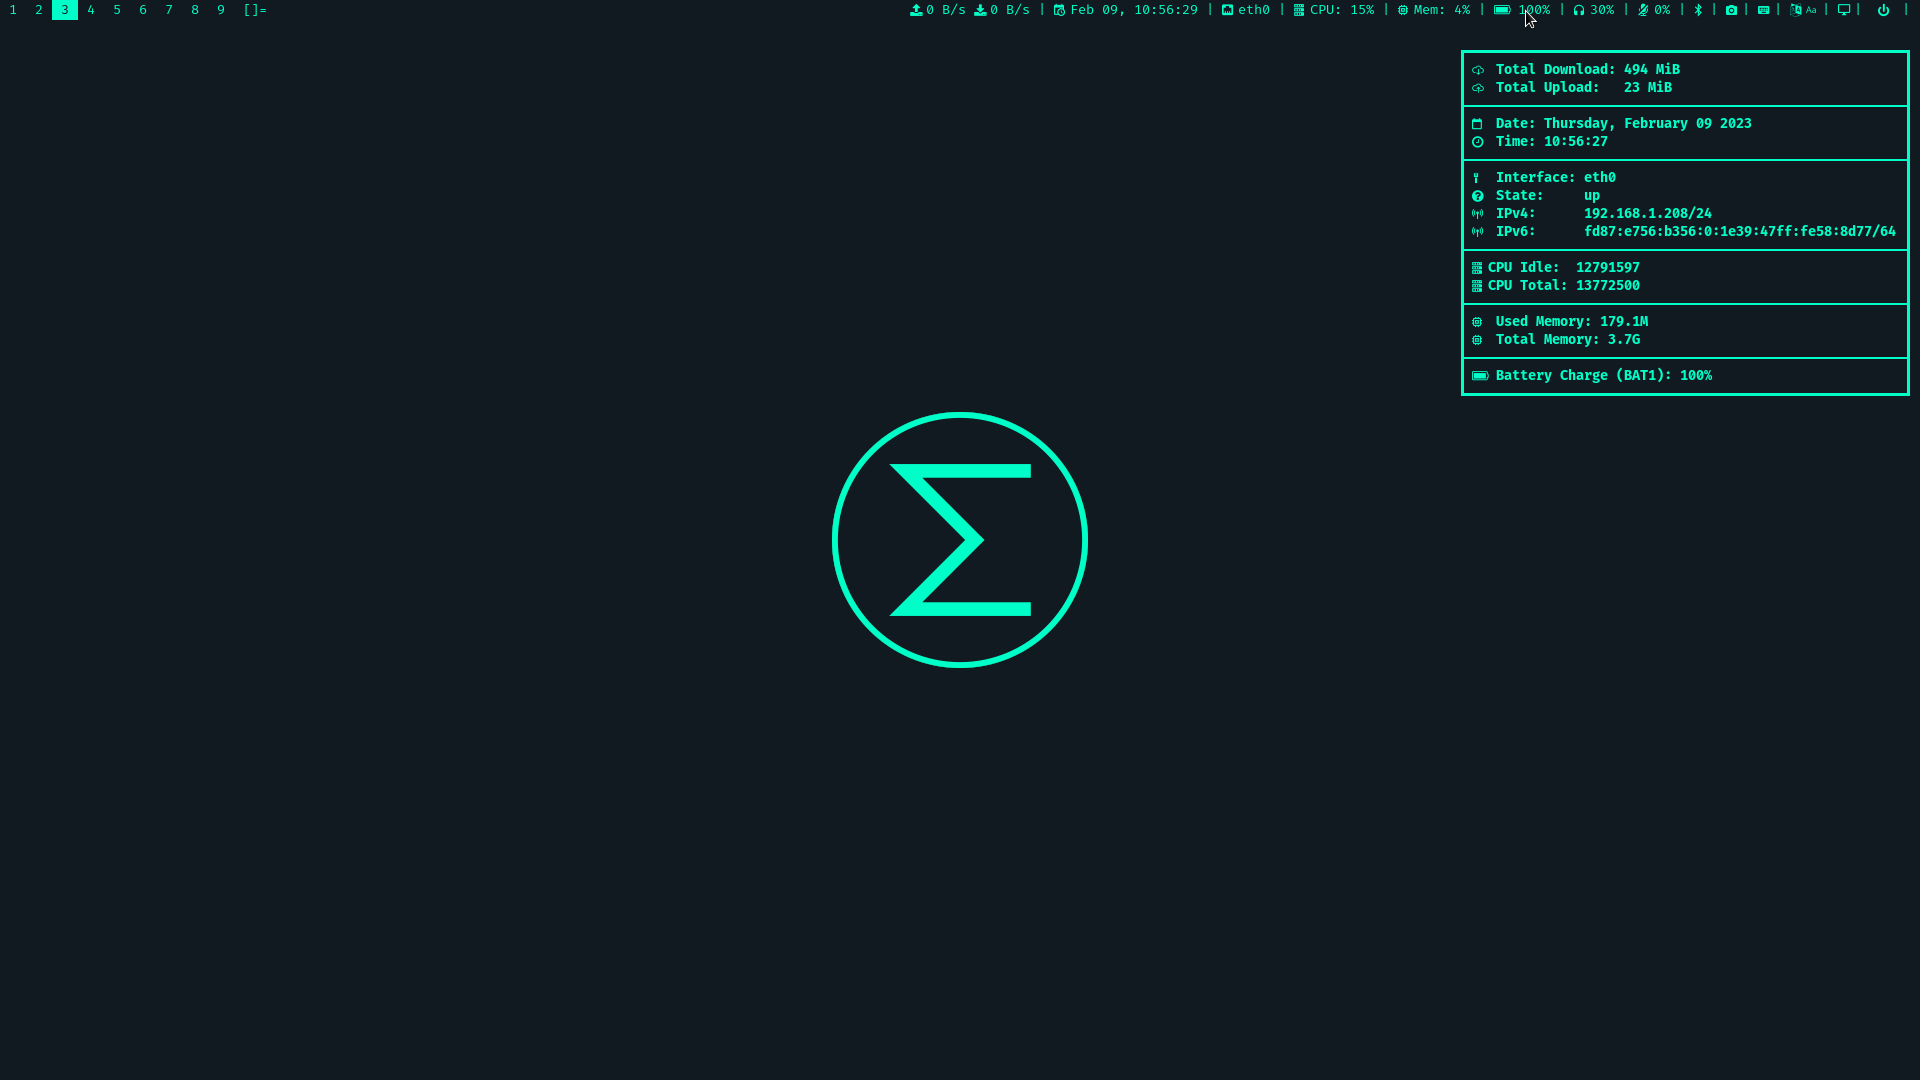 1 2 3 4 5 6 7 8 9 []=
0 B/s 0 B/s | Feb 09, 10:56:29 | eth0 | CPU: 15% | Mem: 4% | 100% | 30% | 0% | | | | Aa | | |
Total Download: 494 MiB
Total Upload: 23 MiB
Date: Thursday, February 09 2023
Time: 10:56:27
Interface: eth0
State: up
IPv4: 192.168.1.208/24
IPv6: fd87:e756:b356:0:1e39:47ff:fe58:8d77/64
CPU Idle: 12791597
CPU Total: 13772500
Used Memory: 179.1M
Total Memory: 3.7G
Battery Charge (BAT1): 100%
Σ